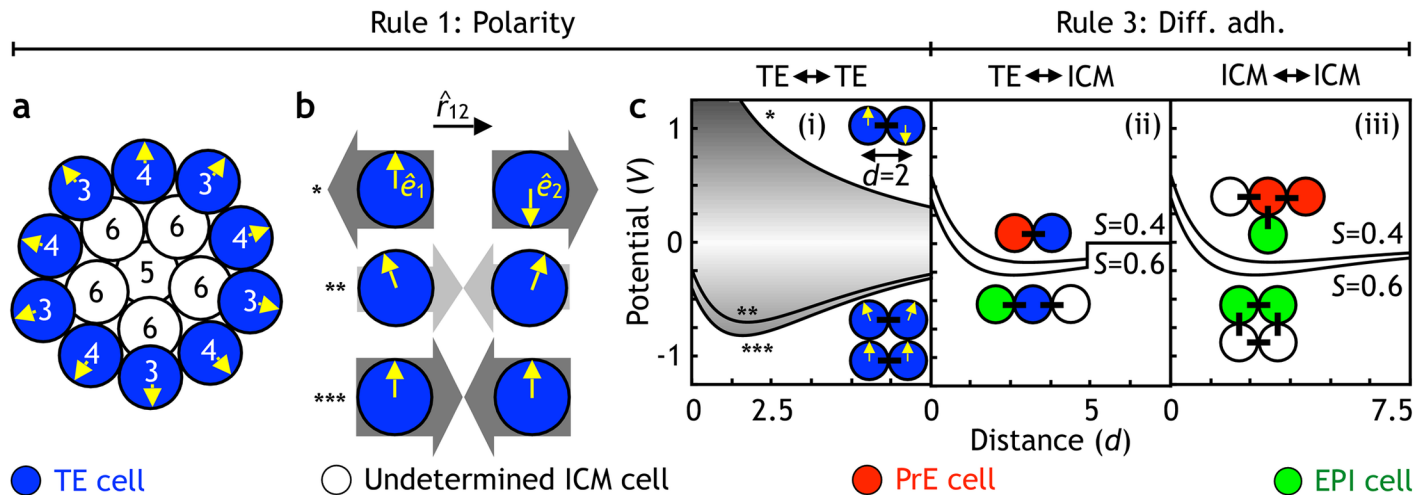 Rule 1: Polarity
Rule 3: Diff. adh.
TE ↔ TE
TE ↔ ICM
ICM ↔ ICM
a
4
3
3
4
4
3
3
4
4
3
6
6
5
6
6
6
b
r̂12
*
ê1
ê2
**
***
c
Potential (V)
1
0
-1
*
(i)
d=2
**
***
0
2.5
(ii)
S=0.4
S=0.6
0
5
(iii)
S=0.4
S=0.6
0
7.5
Distance (d)
TE cell
Undetermined ICM cell
PrE cell
EPI cell